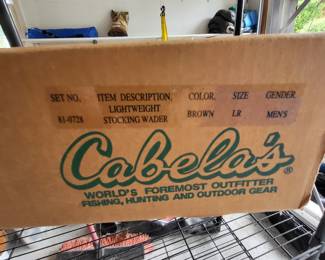 SET NO. ITEM DESCRIPTION, COLOR, SIZE GENDER
LIGHTWEIGHT
81-0728 STOCKING WADER BROWN LR MENS
Cabela's®
WORLD'S FOREMOST OUTFITTER
FISHING, HUNTING AND OUTDOOR GEAR